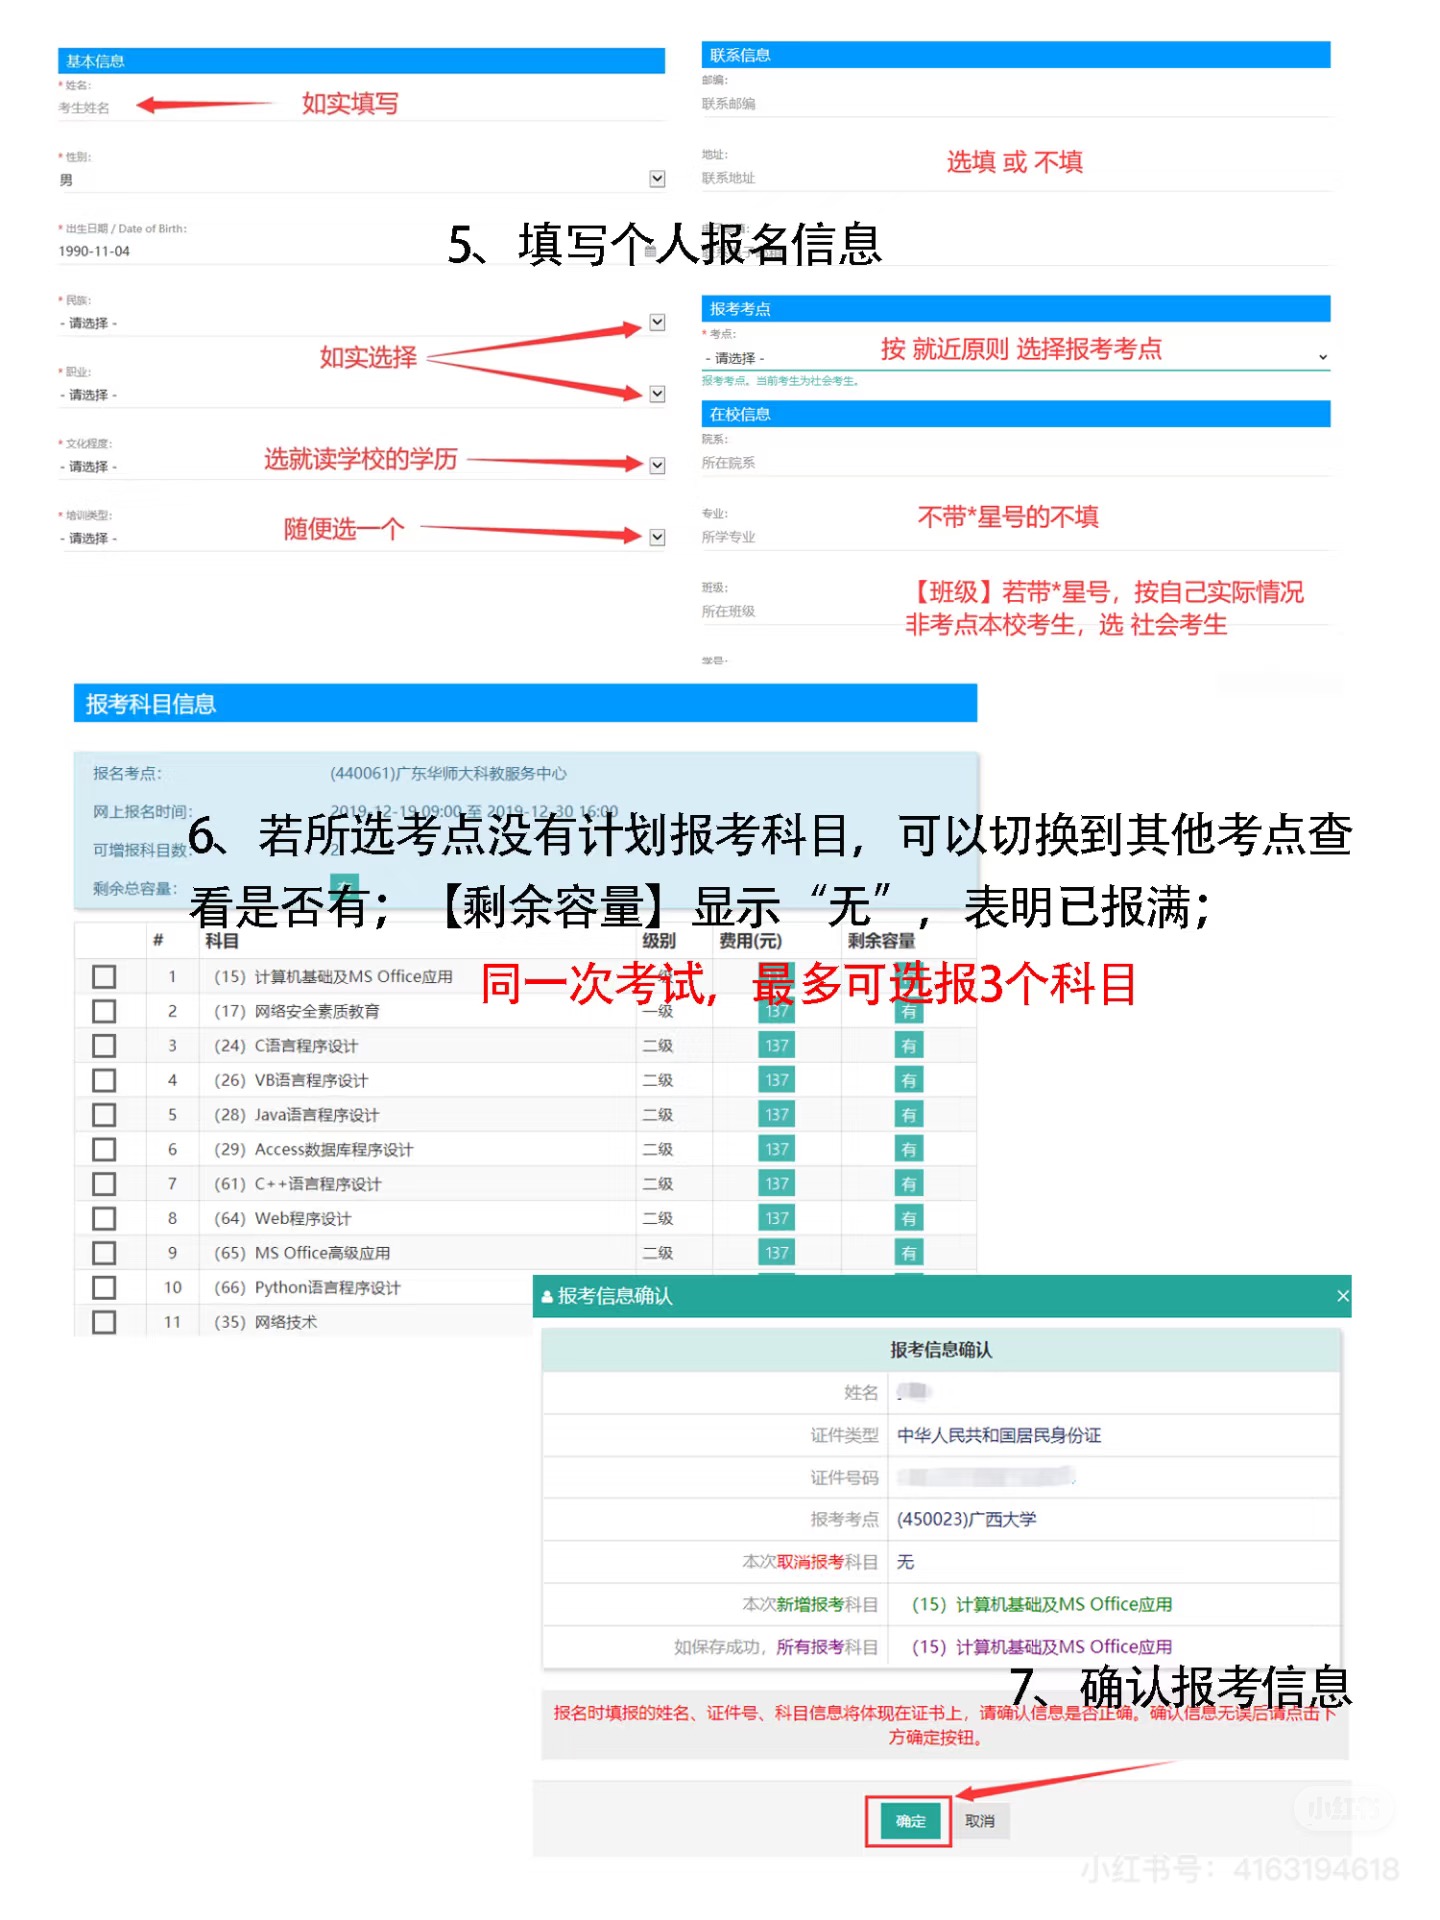 基本信息
* 姓名:
考生姓名
如实填写
* 性别:
男
* 出生日期 / Date of Birth:
1990-11-04
* 民族:
- 请选择 -
如实选择
* 职业:
- 请选择 -
* 文化程度:
- 请选择 -
选就读学校的学历
* 培训类型:
- 请选择 -
随便选一个
联系信息
邮编:
联系邮编
地址:
联系地址
选填 或 不填
5、填写个人报名信息
报考考点
* 考点:
- 请选择 -
按 就近原则 选择报考考点
报考考点。当前考生为社会考生。
在校信息
院系:
所在院系
专业:
所学专业
不带*星号的不填
班级:
所在班级
【班级】若带*星号，按自己实际情况
非考点本校考生，选 社会考生
学号:
报考科目信息
报名考点: (440061)广东华师大科教服务中心
网上报名时间: 2019-12-19 09:00 至 2019-12-30 16:00
可增报科目数:
剩余总容量: 有
6、若所选考点没有计划报考科目，可以切换到其他考点查
看是否有；【剩余容量】显示“无”，表明已报满；
同一次考试，最多可选报3个科目
# 科目 级别 费用(元) 剩余容量
1 (15) 计算机基础及MS Office应用
2 (17) 网络安全素质教育 一级 137 有
3 (24) C语言程序设计 二级 137 有
4 (26) VB语言程序设计 二级 137 有
5 (28) Java语言程序设计 二级 137 有
6 (29) Access数据库程序设计 二级 137 有
7 (61) C++语言程序设计 二级 137 有
8 (64) Web程序设计 二级 137 有
9 (65) MS Office高级应用 二级 137 有
10 (66) Python语言程序设计
11 (35) 网络技术
报考信息确认 ×
报考信息确认
姓名
证件类型 中华人民共和国居民身份证
证件号码
报考考点 (450023)广西大学
本次取消报考科目 无
本次新增报考科目 (15) 计算机基础及MS Office应用
如保存成功，所有报考科目 (15) 计算机基础及MS Office应用
7、确认报考信息
报名时填报的姓名、证件号、科目信息将体现在证书上，请确认信息是否正确。确认信息无误后请点击下
方确定按钮。
确定 取消
小红书
小红书号：4163194618